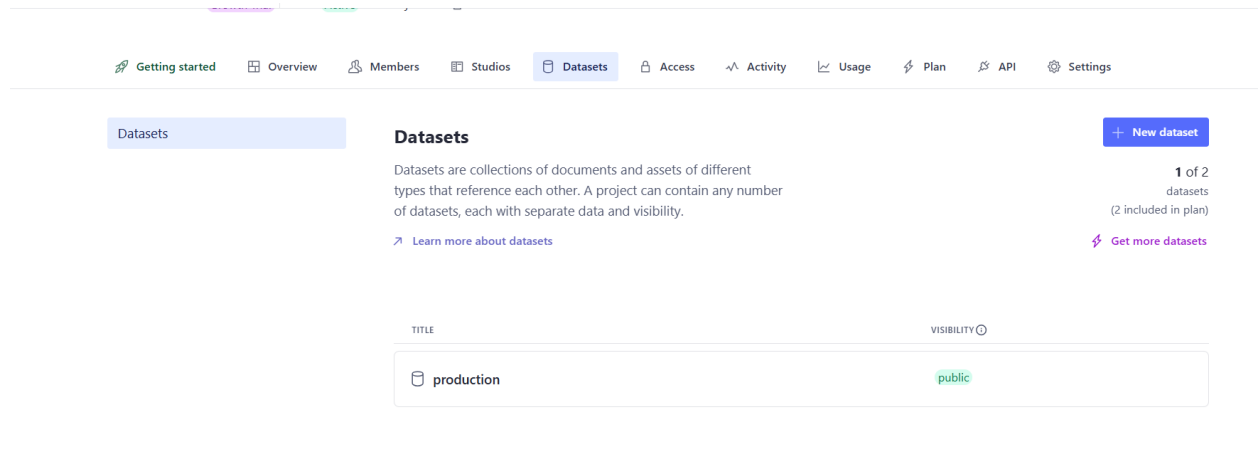 Getting started Overview Members Studios Datasets Access Activity Usage Plan API Settings
Datasets
Datasets
New dataset
Datasets are collections of documents and assets of different
types that reference each other. A project can contain any number
of datasets, each with separate data and visibility.
Learn more about datasets
1 of 2
datasets
(2 included in plan)
Get more datasets
TITLE VISIBILITY
production public